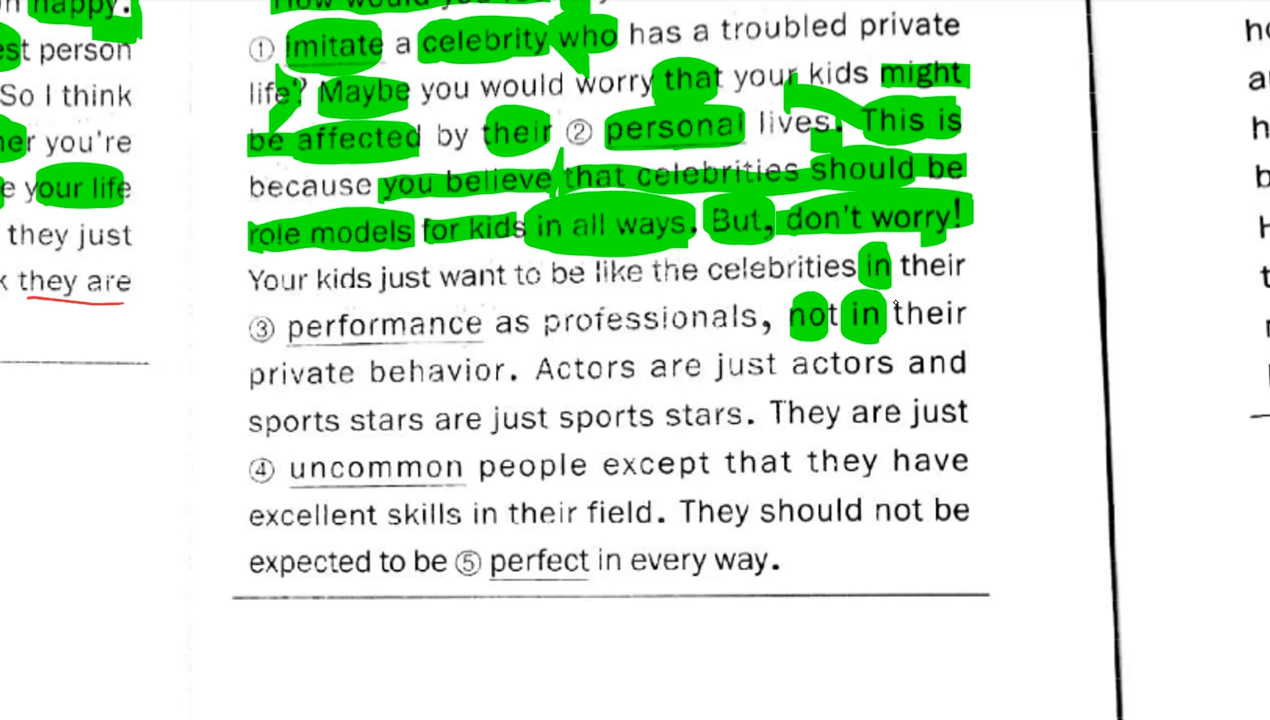 happy.
est person
So I think
her you're
e your life
they just
k they are
How would you
① imitate a celebrity who has a troubled private
life? Maybe you would worry that your kids might
be affected by their ② personal lives. This is
because you believe that celebrities should be
role models for kids in all ways. But, don't worry!
Your kids just want to be like the celebrities in their
③ performance as professionals, not in their
private behavior. Actors are just actors and
sports stars are just sports stars. They are just
④ uncommon people except that they have
excellent skills in their field. They should not be
expected to be ⑤ perfect in every way.